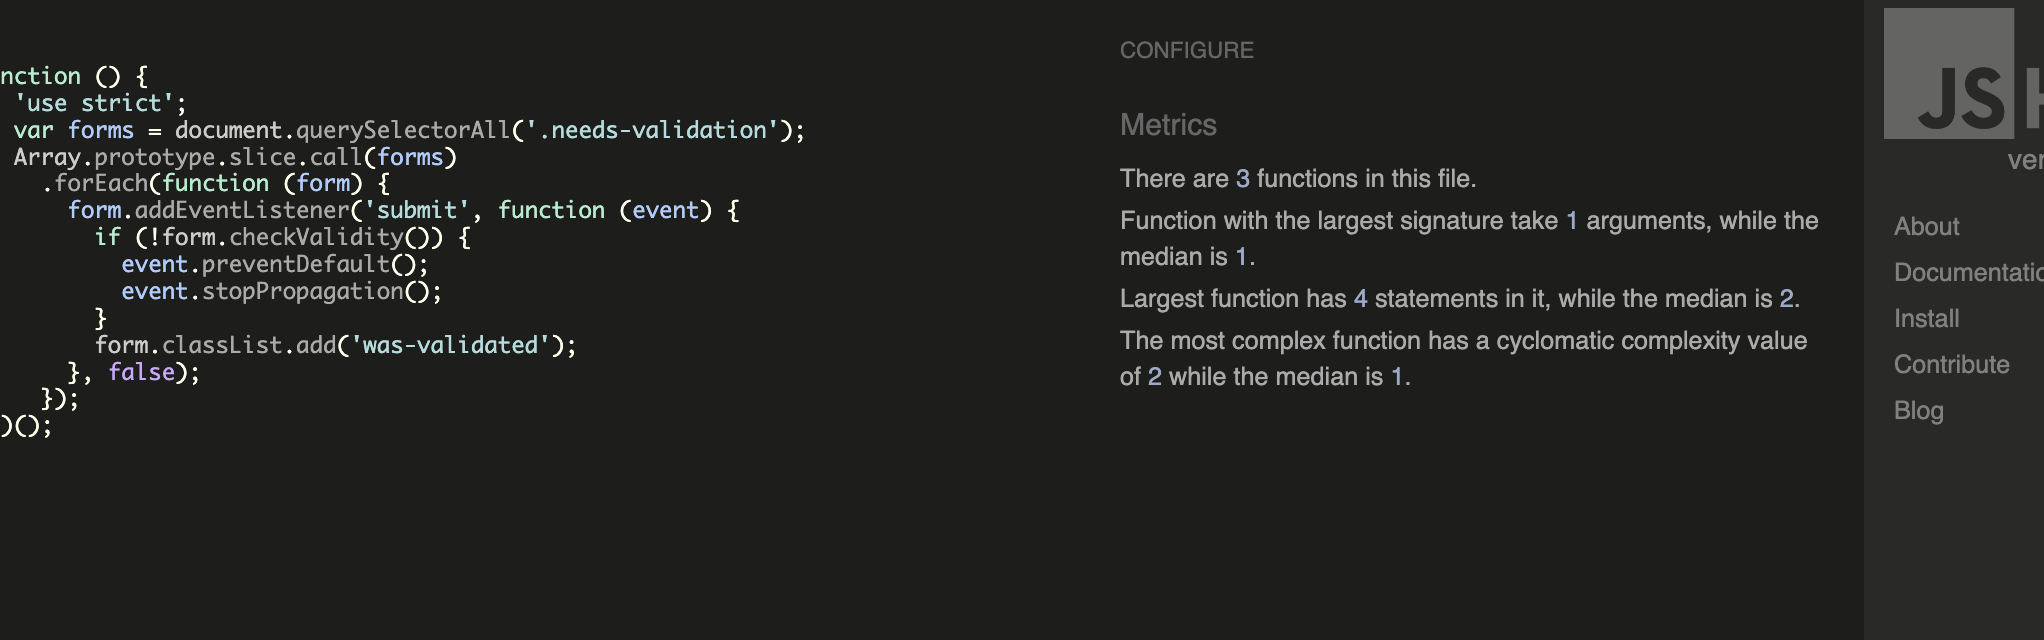 nction () {
'use strict';
var forms = document.querySelectorAll('.needs-validation');
Array.prototype.slice.call(forms)
.forEach(function (form) {
form.addEventListener('submit', function (event) {
if (!form.checkValidity()) {
event.preventDefault();
event.stopPropagation();
}
form.classList.add('was-validated');
}, false);
});
)();
CONFIGURE
Metrics
There are 3 functions in this file.
Function with the largest signature take 1 arguments, while the
median is 1.
Largest function has 4 statements in it, while the median is 2.
The most complex function has a cyclomatic complexity value
of 2 while the median is 1.
JS
ver
About
Documentatio
Install
Contribute
Blog